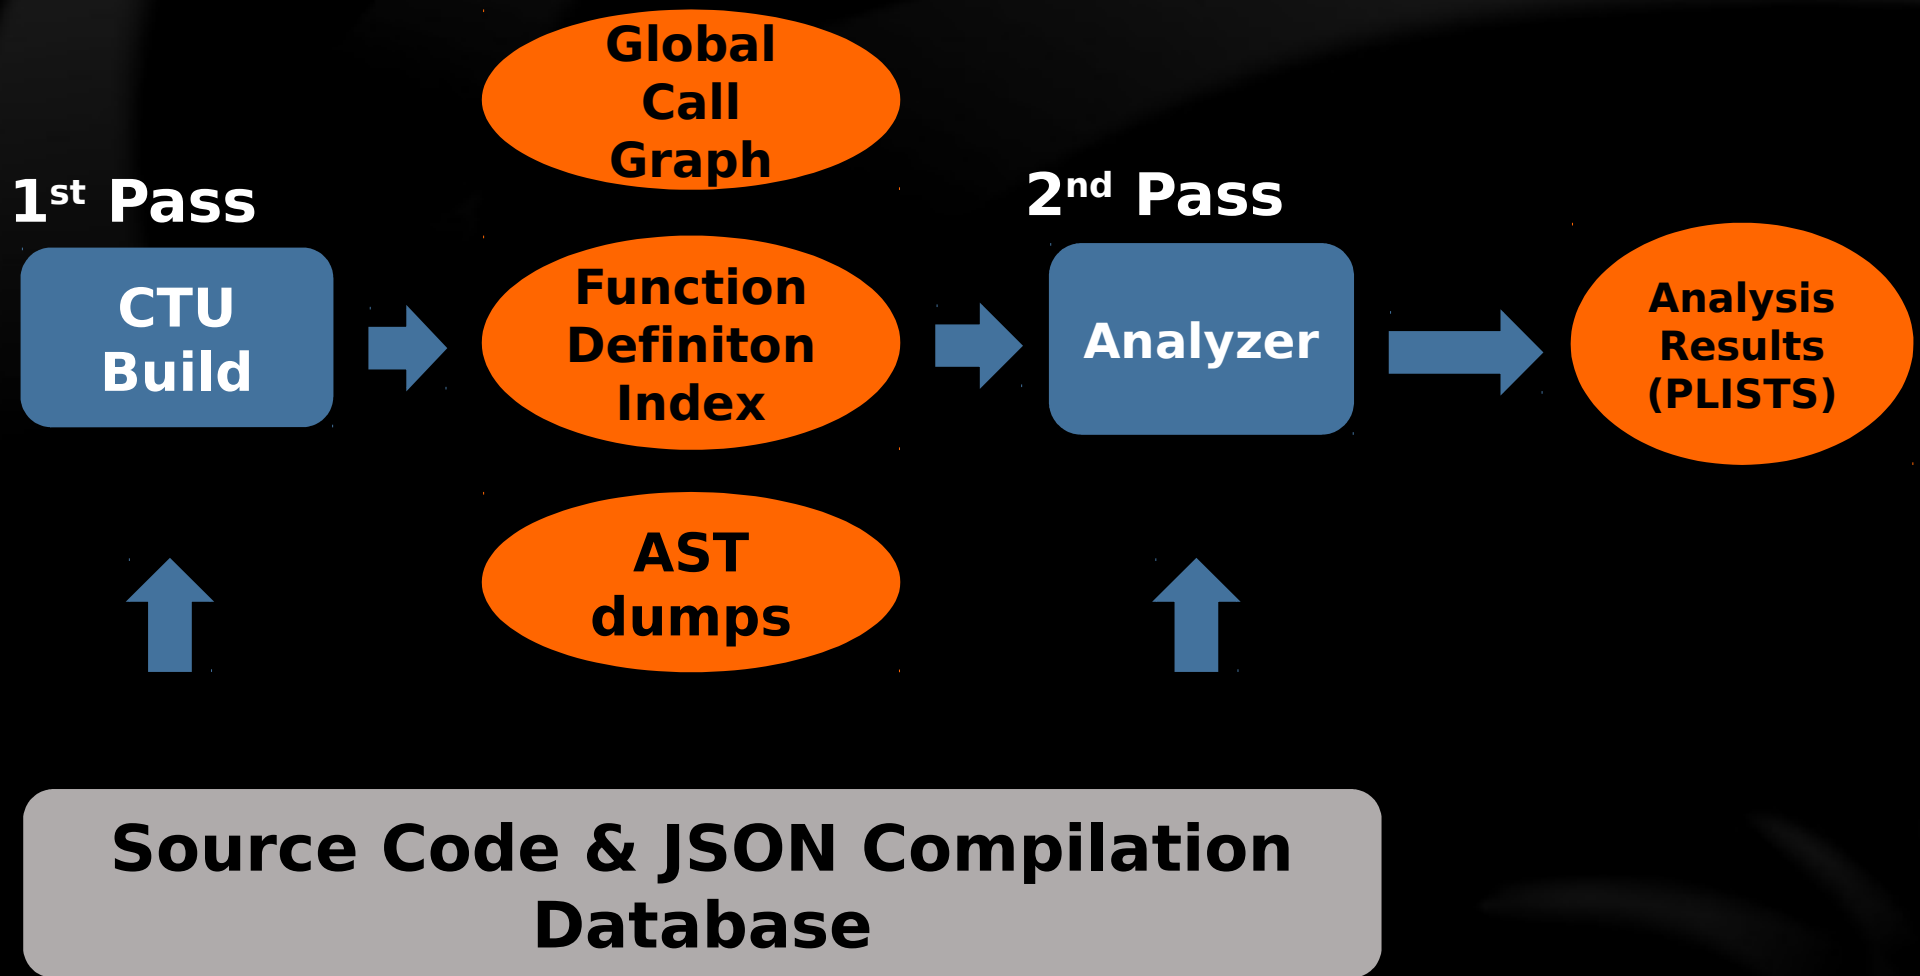 Global
Call
Graph
1st Pass
2nd Pass
CTU
Build
Function
Definiton
Index
Analyzer
Analysis
Results
(PLISTS)
AST
dumps
Source Code & JSON Compilation
Database